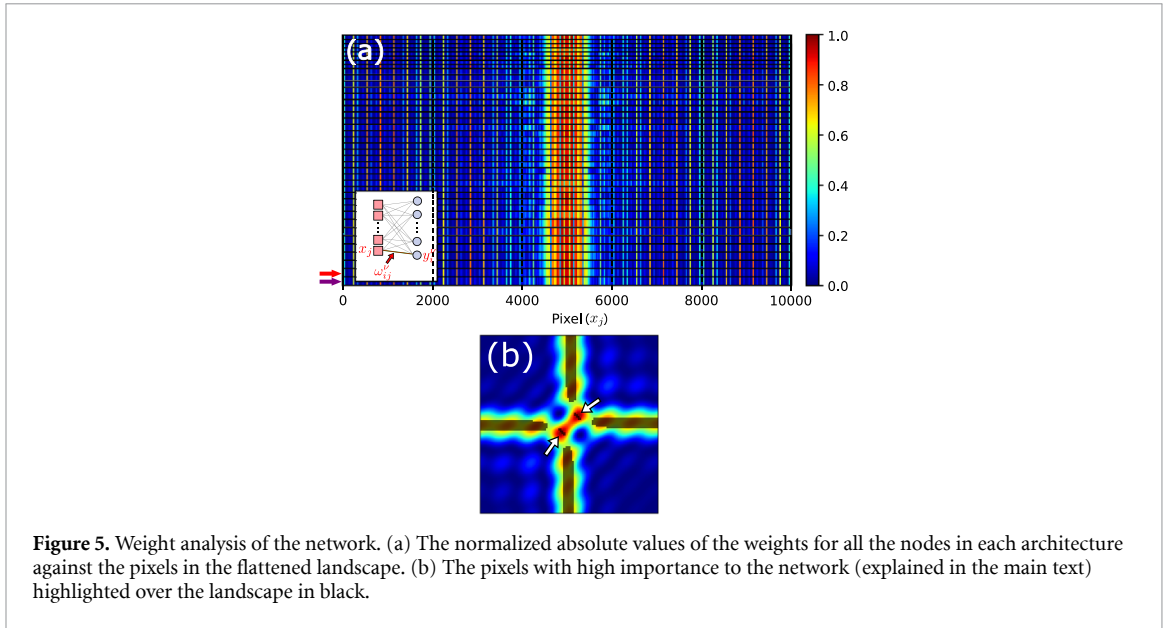 (a)
1.0
0.8
0.6
0.4
0.2
0.0
x_j
ω_{ij}^ν
0 2000 4000 6000 8000 10000
Pixel(x_j)
(b)
Figure 5. Weight analysis of the network. (a) The normalized absolute values of the weights for all the nodes in each architecture
against the pixels in the flattened landscape. (b) The pixels with high importance to the network (explained in the main text)
highlighted over the landscape in black.